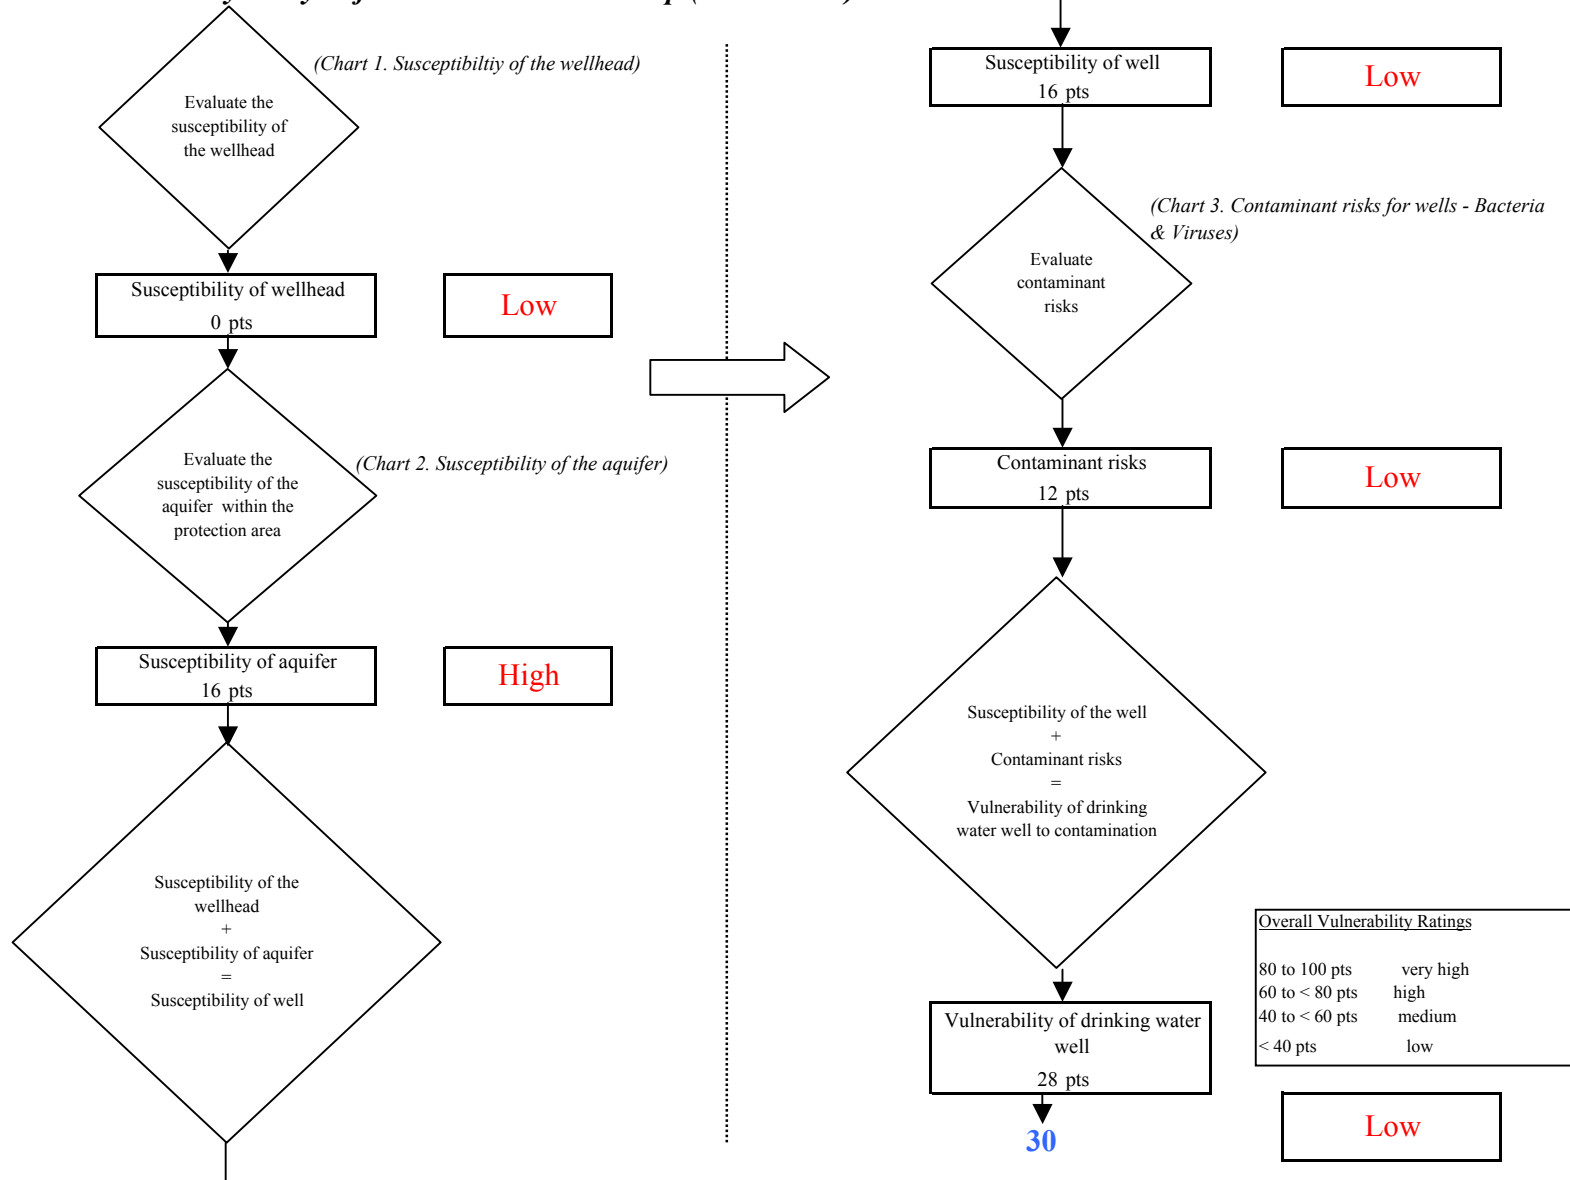 (Chart 1. Susceptibiltiy of the wellhead)
Evaluate the
susceptibility of
the wellhead
Susceptibility of wellhead
0 pts
Low
Evaluate the
susceptibility of the
aquifer within the
protection area
(Chart 2. Susceptibility of the aquifer)
Susceptibility of aquifer
16 pts
High
Susceptibility of the
wellhead
+
Susceptibility of aquifer
=
Susceptibility of well
Susceptibility of well
16 pts
Low
(Chart 3. Contaminant risks for wells - Bacteria
& Viruses)
Evaluate
contaminant
risks
Contaminant risks
12 pts
Low
Susceptibility of the well
+
Contaminant risks
=
Vulnerability of drinking
water well to contamination
Overall Vulnerability Ratings
80 to 100 pts very high
60 to < 80 pts high
40 to < 60 pts medium
< 40 pts low
Vulnerability of drinking water
well
28 pts
30
Low